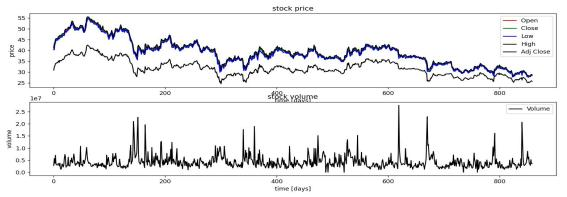 stock price
55
50
45
40
35
30
25
price
Open
Close
Low
High
Adj Close
0
200
400
600
800
time [days]
stock volume
1e7
2.5
2.0
1.5
1.0
0.5
0.0
volume
Volume
0
200
400
600
800
time [days]